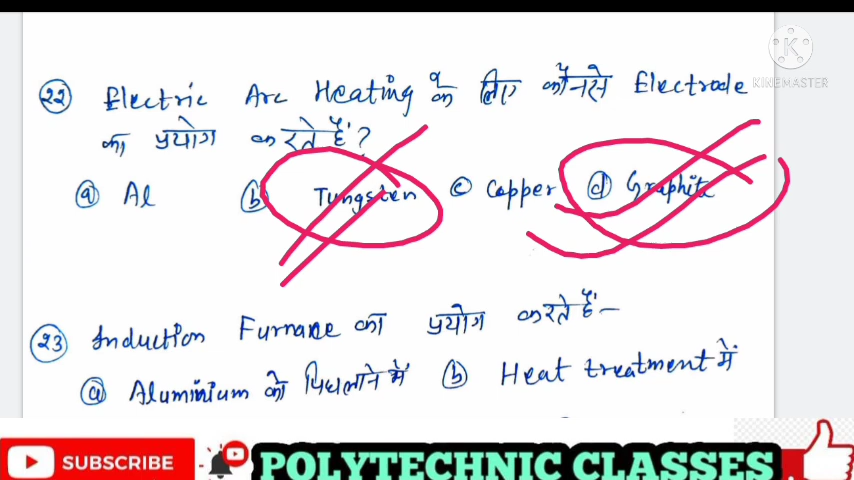 KINEMASTER
22 Electric Arc Heating के लिए कौनसे Electrode
का प्रयोग करते हैं?
a Al b Tungsten c Copper d Graphite
23 Induction Furnane का प्रयोग करते हैं-
a Aluminium को पिघलाने में b Heat treatment में
SUBSCRIBE POLYTECHNIC CLASSES.